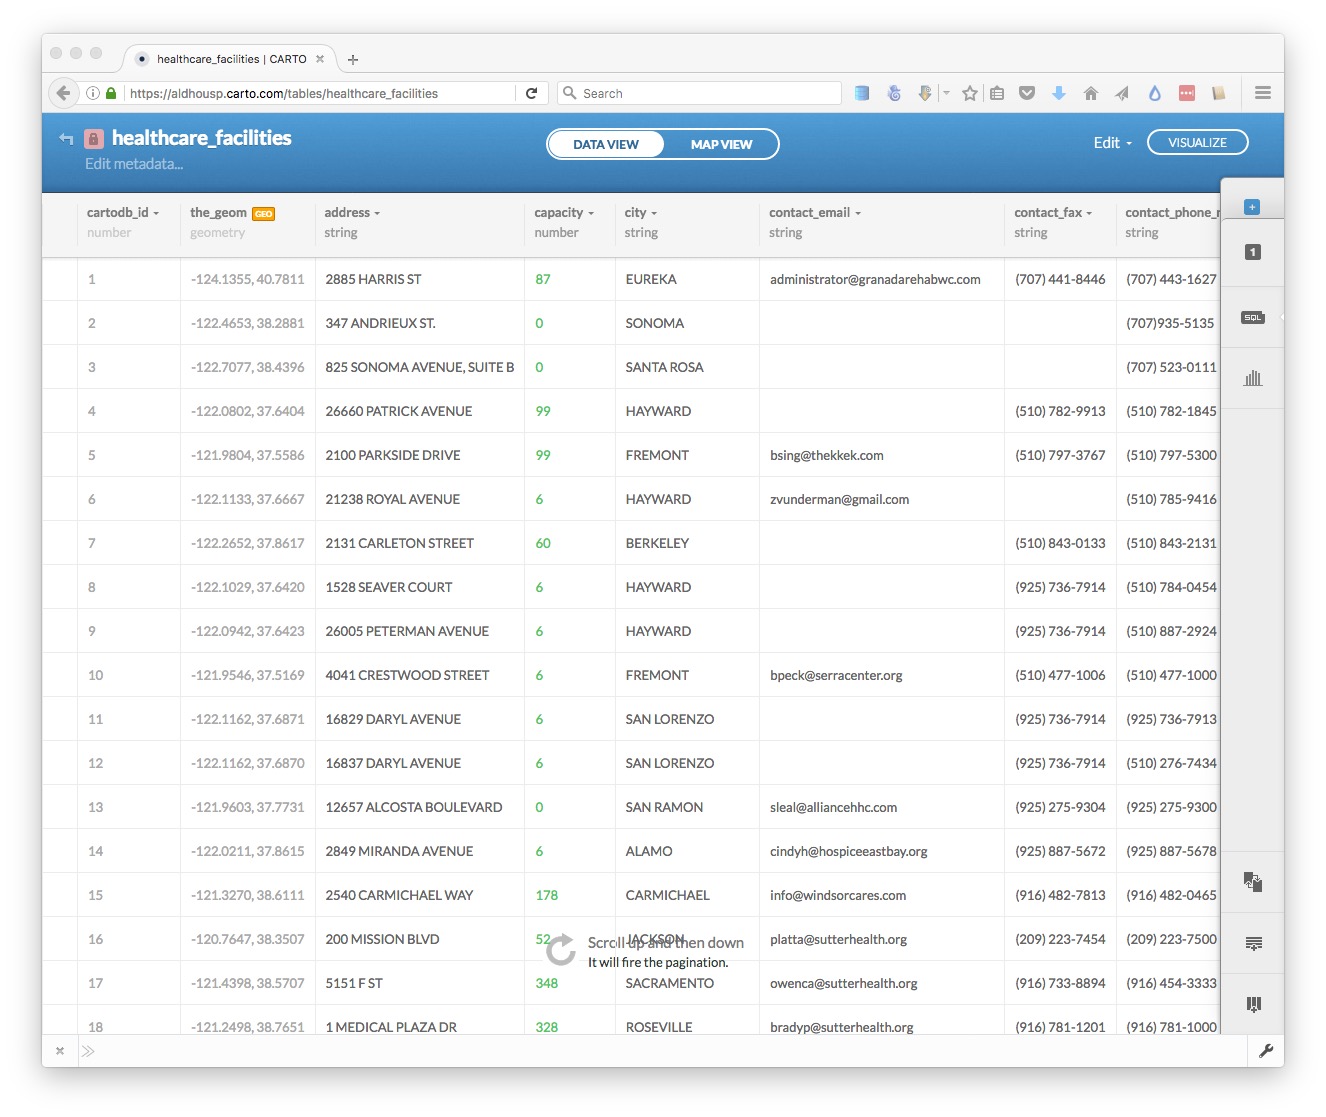 healthcare_facilities | CARTO
https://aldhousp.carto.com/tables/healthcare_facilities
Search
healthcare_facilities
Edit metadata...
DATA VIEW
MAP VIEW
Edit
VISUALIZE
cartodb_id the_geom GEO address capacity city contact_email contact_fax contact_phone_
number geometry string number string string string string
1
SQL
1 -124.1355, 40.7811 2885 HARRIS ST 87 EUREKA administrator@granadarehabwc.com (707) 441-8446 (707) 443-1627
2 -122.4653, 38.2881 347 ANDRIEUX ST. 0 SONOMA (707)935-5135
3 -122.7077, 38.4396 825 SONOMA AVENUE, SUITE B 0 SANTA ROSA (707) 523-0111
4 -122.0802, 37.6404 26660 PATRICK AVENUE 99 HAYWARD (510) 782-9913 (510) 782-1845
5 -121.9804, 37.5586 2100 PARKSIDE DRIVE 99 FREMONT bsing@thekkek.com (510) 797-3767 (510) 797-5300
6 -122.1133, 37.6667 21238 ROYAL AVENUE 6 HAYWARD zvunderman@gmail.com (510) 785-9416
7 -122.2652, 37.8617 2131 CARLETON STREET 60 BERKELEY (510) 843-0133 (510) 843-2131
8 -122.1029, 37.6420 1528 SEAVER COURT 6 HAYWARD (925) 736-7914 (510) 784-0454
9 -122.0942, 37.6423 26005 PETERMAN AVENUE 6 HAYWARD (925) 736-7914 (510) 887-2924
10 -121.9546, 37.5169 4041 CRESTWOOD STREET 6 FREMONT bpeck@serracenter.org (510) 477-1006 (510) 477-1000
11 -122.1162, 37.6871 16829 DARYL AVENUE 6 SAN LORENZO (925) 736-7914 (925) 736-7913
12 -122.1162, 37.6870 16837 DARYL AVENUE 6 SAN LORENZO (925) 736-7914 (510) 276-7434
13 -121.9603, 37.7731 12657 ALCOSTA BOULEVARD 0 SAN RAMON sleal@alliancehhc.com (925) 275-9304 (925) 275-9300
14 -122.0211, 37.8615 2849 MIRANDA AVENUE 6 ALAMO cindyh@hospiceeastbay.org (925) 887-5672 (925) 887-5678
15 -121.3270, 38.6111 2540 CARMICHAEL WAY 178 CARMICHAEL info@windsorcares.com (916) 482-7813 (916) 482-0465
16 -120.7647, 38.3507 200 MISSION BLVD 52 JACKSON platta@sutterhealth.org (209) 223-7454 (209) 223-7500
Scroll up and then down
It will fire the pagination.
17 -121.4398, 38.5707 5151 F ST 348 SACRAMENTO owenca@sutterhealth.org (916) 733-8894 (916) 454-3333
18 -121.2498, 38.7651 1 MEDICAL PLAZA DR 328 ROSEVILLE bradyp@sutterhealth.org (916) 781-1201 (916) 781-1000